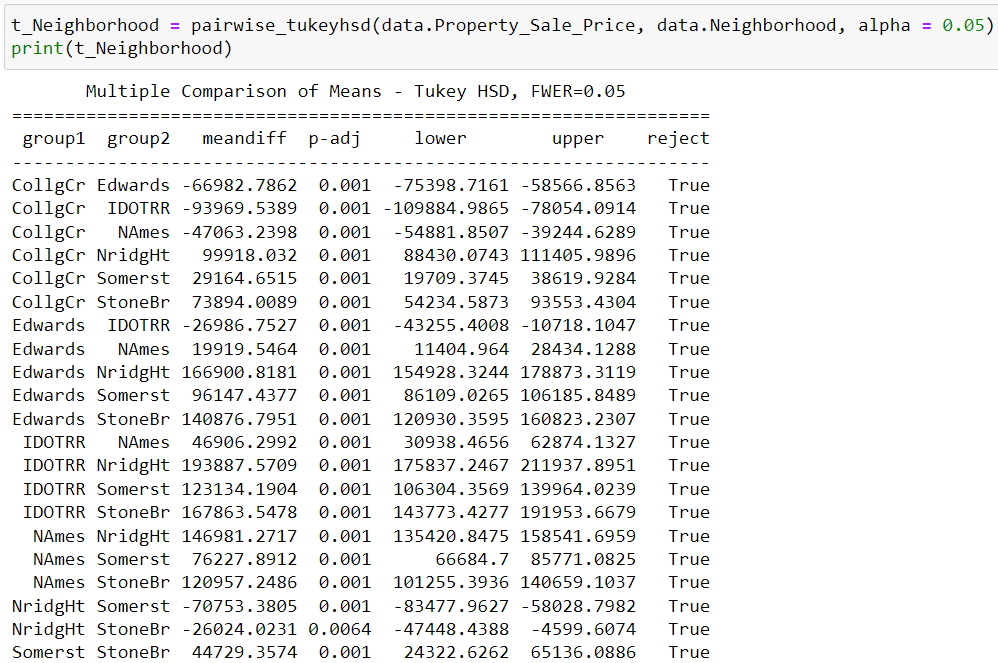 t_Neighborhood = pairwise_tukeyhsd(data.Property_Sale_Price, data.Neighborhood, alpha = 0.05)
print(t_Neighborhood)
Multiple Comparison of Means - Tukey HSD, FWER=0.05
=================================================================
group1 group2 meandiff p-adj lower upper reject
-----------------------------------------------------------------
CollgCr Edwards -66982.7862 0.001 -75398.7161 -58566.8563 True
CollgCr IDOTRR -93969.5389 0.001 -109884.9865 -78054.0914 True
CollgCr NAmes -47063.2398 0.001 -54881.8507 -39244.6289 True
CollgCr NridgHt 99918.032 0.001 88430.0743 111405.9896 True
CollgCr Somerst 29164.6515 0.001 19709.3745 38619.9284 True
CollgCr StoneBr 73894.0089 0.001 54234.5873 93553.4304 True
Edwards IDOTRR -26986.7527 0.001 -43255.4008 -10718.1047 True
Edwards NAmes 19919.5464 0.001 11404.964 28434.1288 True
Edwards NridgHt 166900.8181 0.001 154928.3244 178873.3119 True
Edwards Somerst 96147.4377 0.001 86109.0265 106185.8489 True
Edwards StoneBr 140876.7951 0.001 120930.3595 160823.2307 True
IDOTRR NAmes 46906.2992 0.001 30938.4656 62874.1327 True
IDOTRR NridgHt 193887.5709 0.001 175837.2467 211937.8951 True
IDOTRR Somerst 123134.1904 0.001 106304.3569 139964.0239 True
IDOTRR StoneBr 167863.5478 0.001 143773.4277 191953.6679 True
NAmes NridgHt 146981.2717 0.001 135420.8475 158541.6959 True
NAmes Somerst 76227.8912 0.001 66684.7 85771.0825 True
NAmes StoneBr 120957.2486 0.001 101255.3936 140659.1037 True
NridgHt Somerst -70753.3805 0.001 -83477.9627 -58028.7982 True
NridgHt StoneBr -26024.0231 0.0064 -47448.4388 -4599.6074 True
Somerst StoneBr 44729.3574 0.001 24322.6262 65136.0886 True